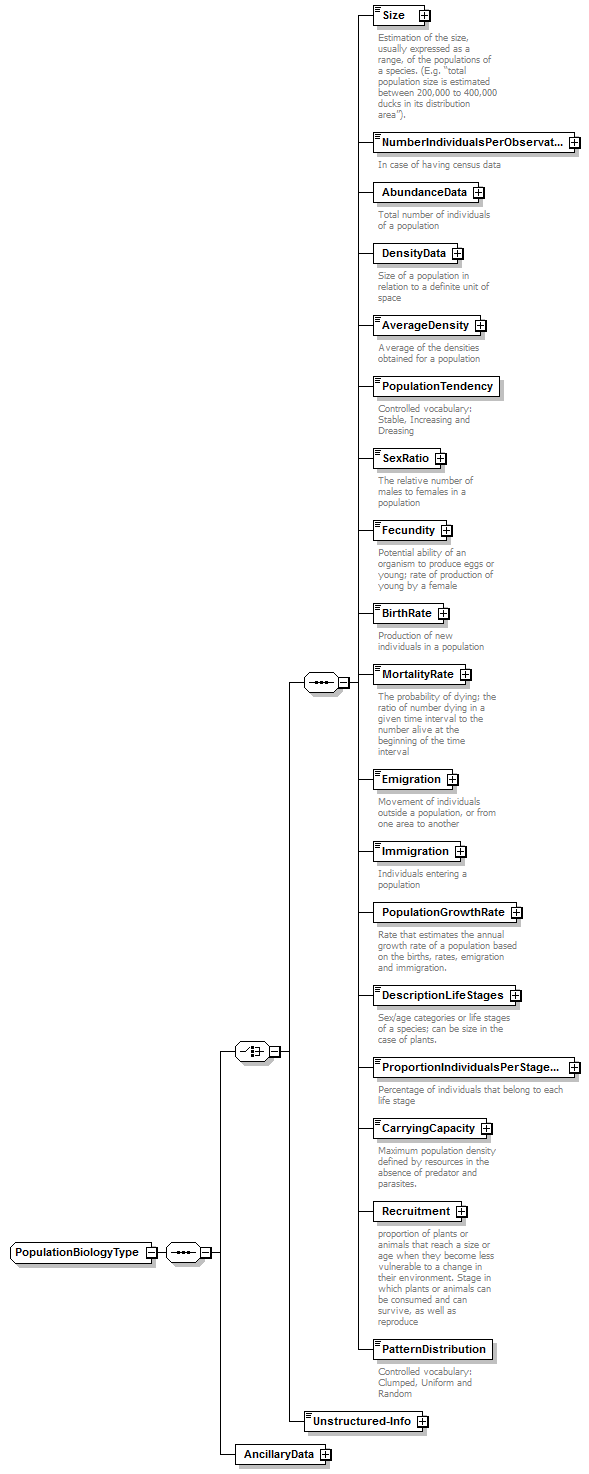 Size
Estimation of the size,
usually expressed as a
range, of the populations of
a species. (E.g. "total
population size is estimated
between 200,000 to 400,000
ducks in its distribution
area").
NumberIndividualsPerObservat...
In case of having census data
AbundanceData
Total number of individuals
of a population
DensityData
Size of a population in
relation to a definite unit of
space
AverageDensity
Average of the densities
obtained for a population
PopulationTendency
Controlled vocabulary:
Stable, Increasing and
Dreasing
SexRatio
The relative number of
males to females in a
population
Fecundity
Potential ability of an
organism to produce eggs or
young; rate of production of
young by a female
BirthRate
Production of new
individuals in a population
MortalityRate
The probability of dying; the
ratio of number dying in a
given time interval to the
number alive at the
beginning of the time
interval
Emigration
Movement of individuals
outside a population, or from
one area to another
Immigration
Individuals entering a
population
PopulationGrowthRate
Rate that estimates the annual
growth rate of a population based
on the births, rates, emigration
and immigration.
DescriptionLifeStages
Sex/age categories or life stages
of a species; can be size in the
case of plants.
ProportionIndividualsPerStage...
Percentage of individuals that belong to each
life stage
CarryingCapacity
Maximum population density
defined by resources in the
absence of predator and
parasites.
Recruitment
proportion of plants or
animals that reach a size or
age when they become less
vulnerable to a change in
their environment. Stage in
which plants or animals can
be consumed and can
survive, as well as
reproduce
PatternDistribution
Controlled vocabulary:
Clumped, Uniform and
Random
PopulationBiologyType
Unstructured-Info
AncillaryData